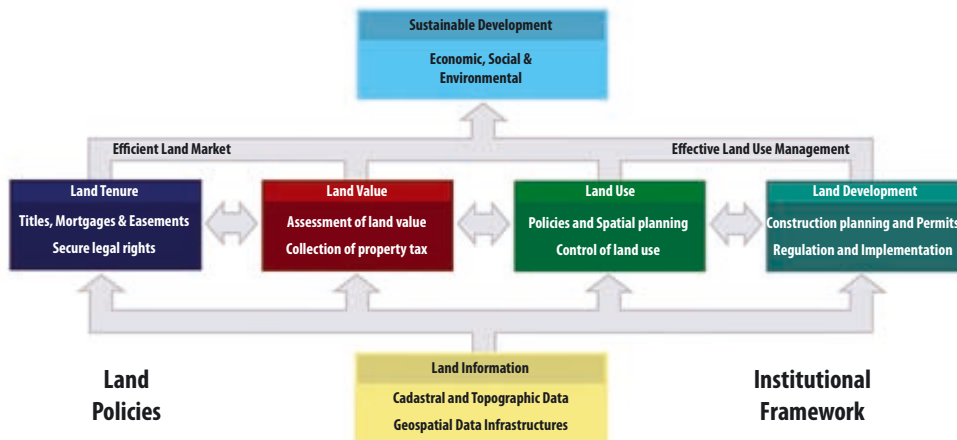 Sustainable Development
Economic, Social &
Environmental
Efficient Land Market
Effective Land Use Management
Land Tenure
Titles, Mortgages & Easements
Secure legal rights
Land Value
Assessment of land value
Collection of property tax
Land Use
Policies and Spatial planning
Control of land use
Land Development
Construction planning and Permits
Regulation and Implementation
Land
Policies
Land Information
Cadastral and Topographic Data
Geospatial Data Infrastructures
Institutional
Framework